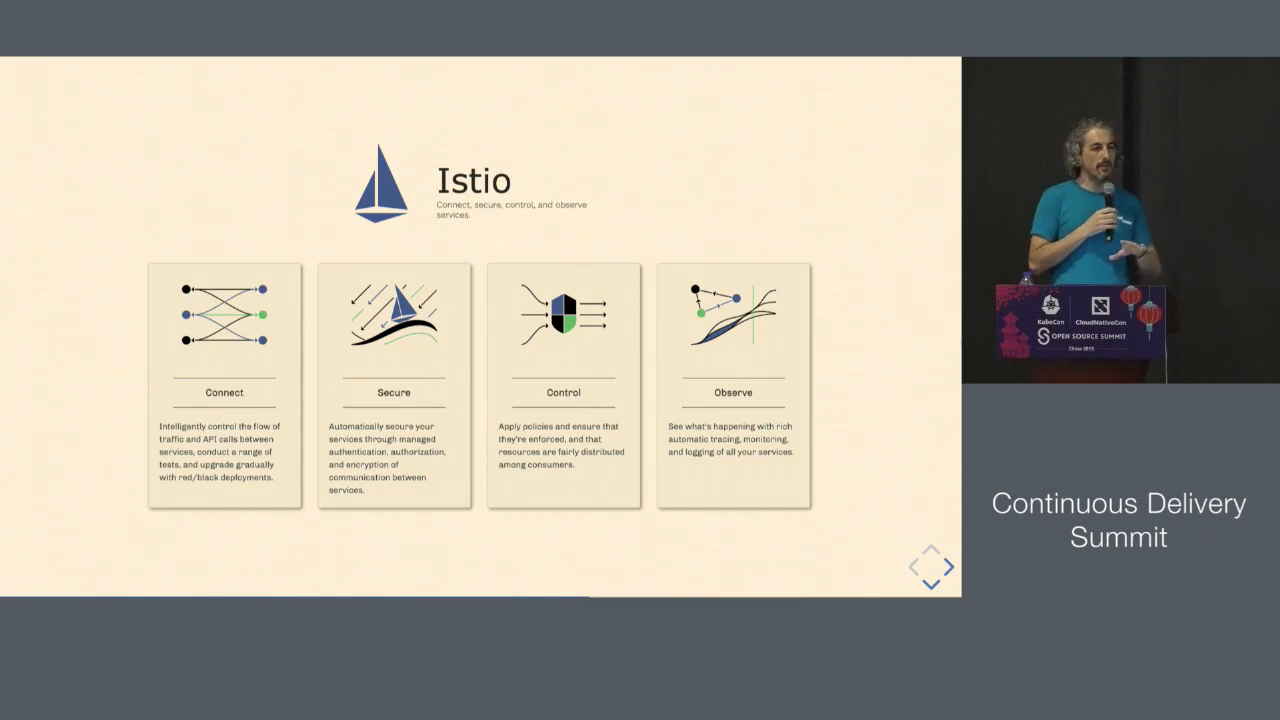 Istio
Connect, secure, control, and observe
services.
Connect
Intelligently control the flow of
traffic and API calls between
services, conduct a range of
tests, and upgrade gradually
with red/black deployments.
Secure
Automatically secure your
services through managed
authentication, authorization,
and encryption of
communication between
services.
Control
Apply policies and ensure that
they're enforced, and that
resources are fairly distributed
among consumers.
Observe
See what's happening with rich
automatic tracing, monitoring,
and logging of all your services.
KubeCon
CloudNativeCon
OPEN SOURCE SUMMIT
China 2019
Continuous Delivery
Summit